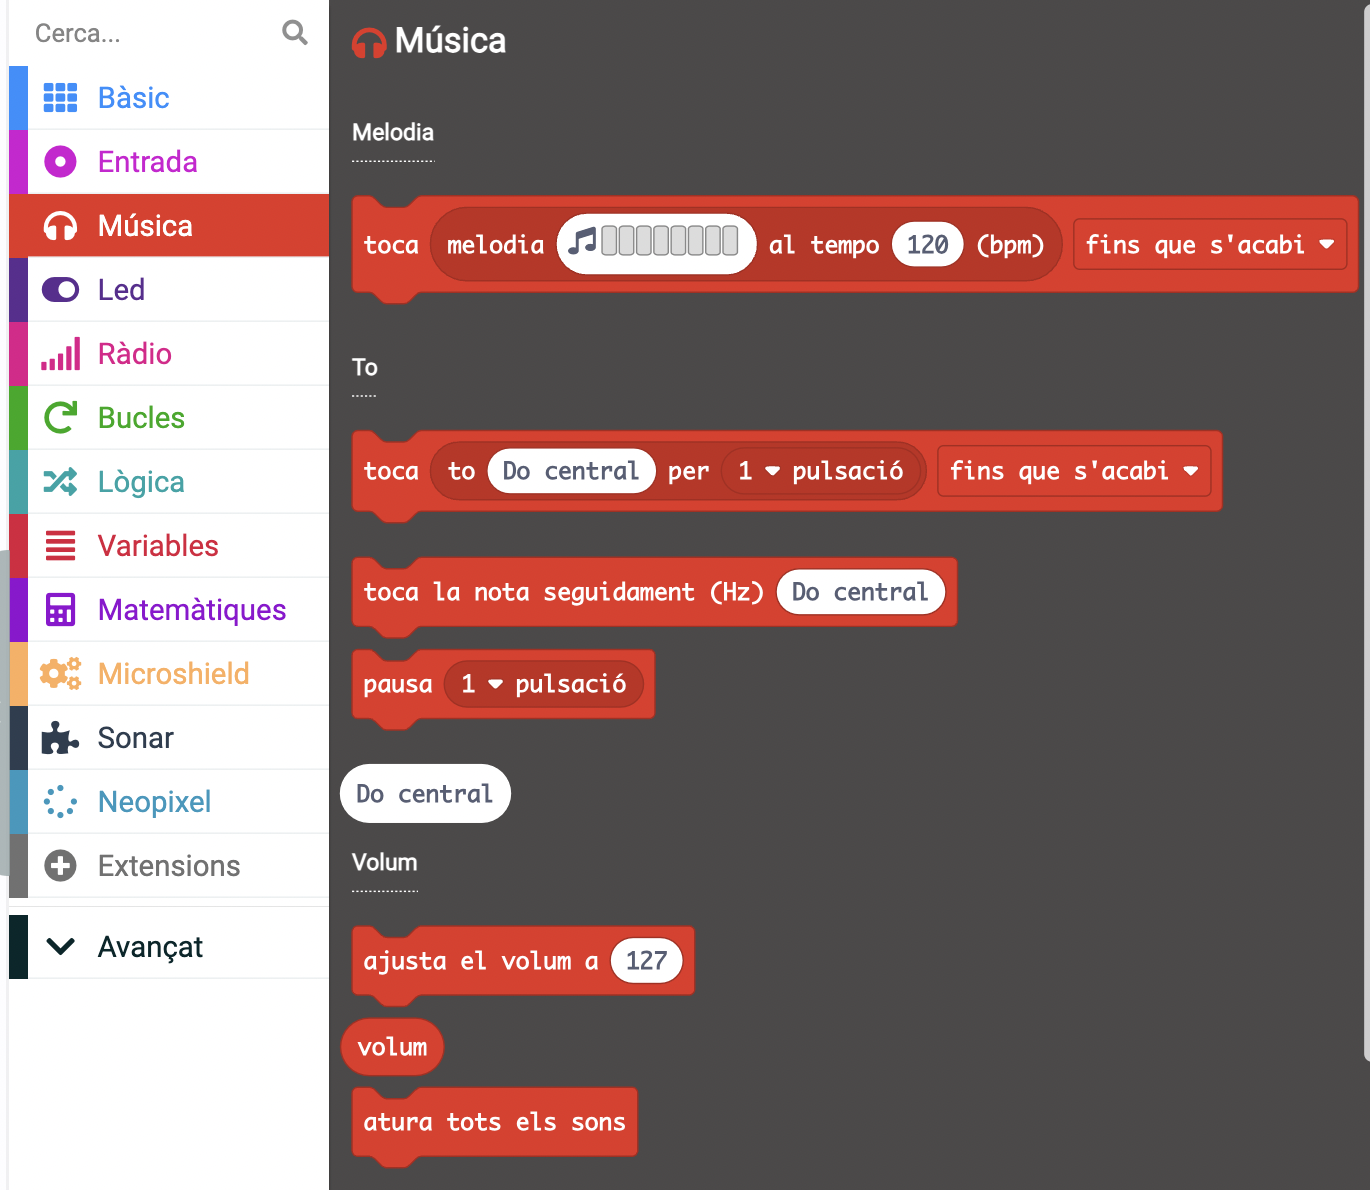 Cerca...
Bàsic
Entrada
Música
Led
Ràdio
Bucles
Lògica
Variables
Matemàtiques
Microshield
Sonar
Neopixel
Extensions
Avançat
Música
Melodia
toca melodia al tempo 120 (bpm) fins que s'acabi
To
toca to Do central per 1 pulsació fins que s'acabi
toca la nota seguidament (Hz) Do central
pausa 1 pulsació
Do central
Volum
ajusta el volum a 127
volum
atura tots els sons